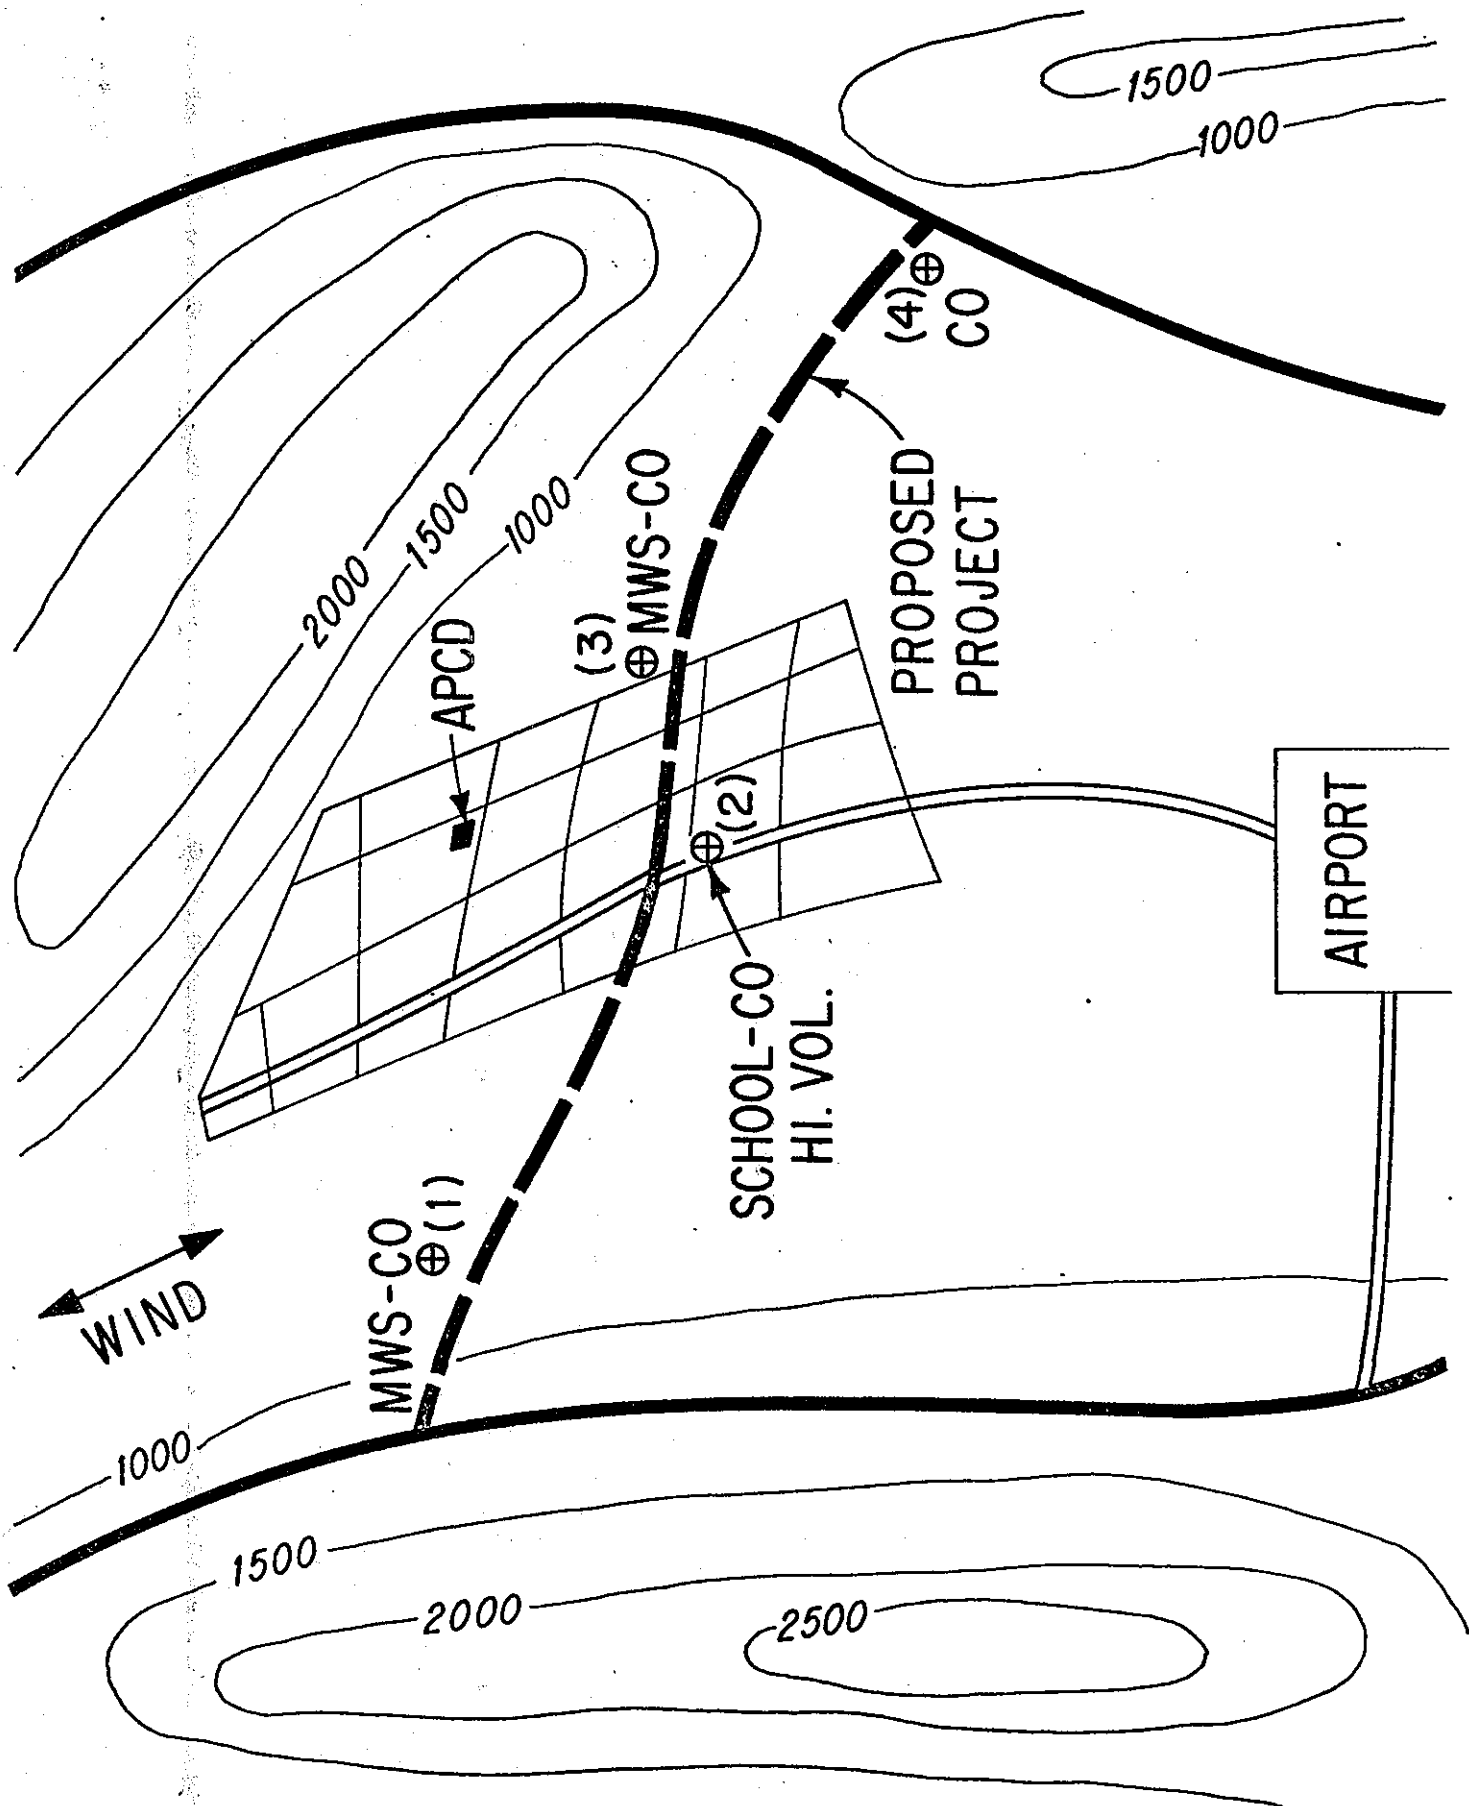 1500
1000
2000
1500
1000
(4)
CO
(3)
MWS-CO
APCD
PROPOSED
PROJECT
(2)
AIRPORT
SCHOOL-CO
HI. VOL.
MWS-CO
(1)
WIND
1000
1500
2000
2500